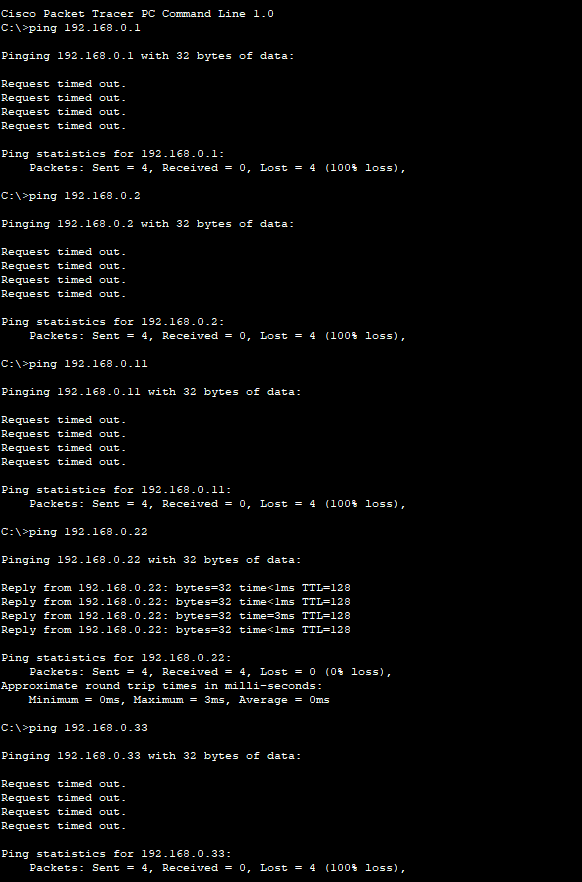 Cisco Packet Tracer PC Command Line 1.0
C:\>ping 192.168.0.1
Pinging 192.168.0.1 with 32 bytes of data:
Request timed out.
Request timed out.
Request timed out.
Request timed out.
Ping statistics for 192.168.0.1:
    Packets: Sent = 4, Received = 0, Lost = 4 (100% loss),
C:\>ping 192.168.0.2
Pinging 192.168.0.2 with 32 bytes of data:
Request timed out.
Request timed out.
Request timed out.
Request timed out.
Ping statistics for 192.168.0.2:
    Packets: Sent = 4, Received = 0, Lost = 4 (100% loss),
C:\>ping 192.168.0.11
Pinging 192.168.0.11 with 32 bytes of data:
Request timed out.
Request timed out.
Request timed out.
Request timed out.
Ping statistics for 192.168.0.11:
    Packets: Sent = 4, Received = 0, Lost = 4 (100% loss),
C:\>ping 192.168.0.22
Pinging 192.168.0.22 with 32 bytes of data:
Reply from 192.168.0.22: bytes=32 time<1ms TTL=128
Reply from 192.168.0.22: bytes=32 time<1ms TTL=128
Reply from 192.168.0.22: bytes=32 time=3ms TTL=128
Reply from 192.168.0.22: bytes=32 time<1ms TTL=128
Ping statistics for 192.168.0.22:
    Packets: Sent = 4, Received = 4, Lost = 0 (0% loss),
Approximate round trip times in milli-seconds:
    Minimum = 0ms, Maximum = 3ms, Average = 0ms
C:\>ping 192.168.0.33
Pinging 192.168.0.33 with 32 bytes of data:
Request timed out.
Request timed out.
Request timed out.
Request timed out.
Ping statistics for 192.168.0.33:
    Packets: Sent = 4, Received = 0, Lost = 4 (100% loss),